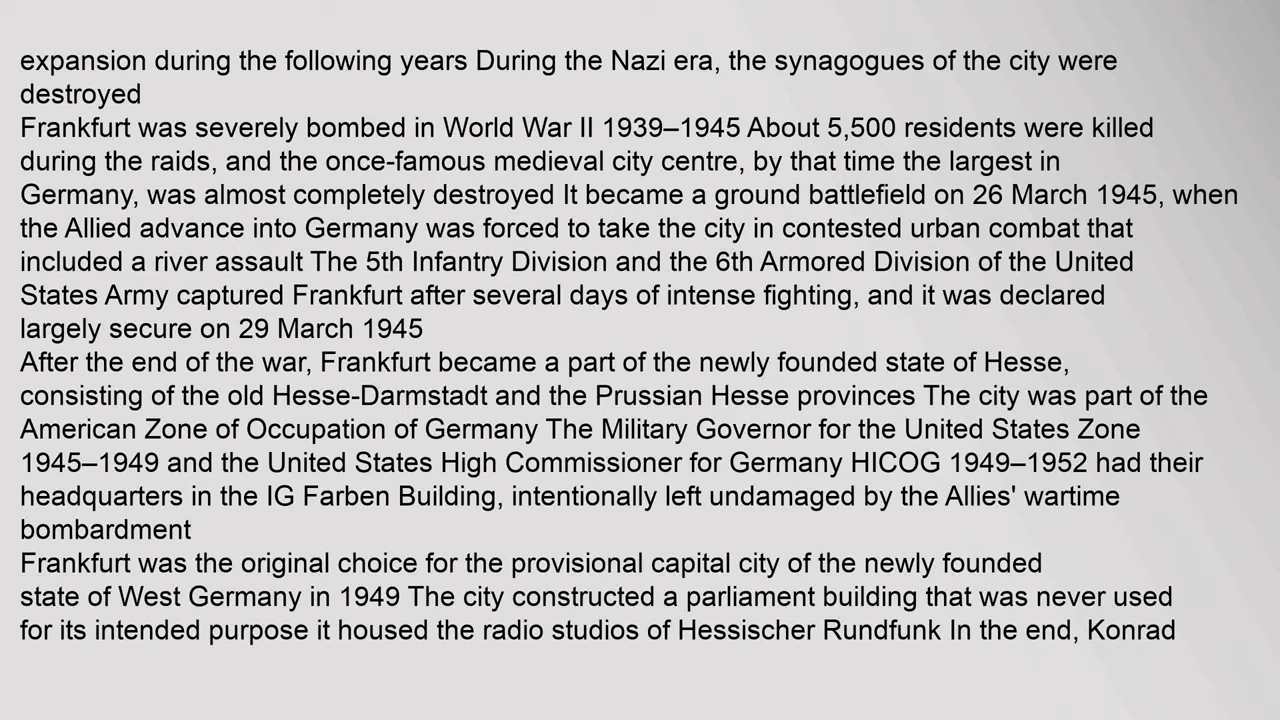 expansion during the following years During the Nazi era, the synagogues of the city were
destroyed
Frankfurt was severely bombed in World War II 1939–1945 About 5,500 residents were killed
during the raids, and the once-famous medieval city centre, by that time the largest in
Germany, was almost completely destroyed It became a ground battlefield on 26 March 1945, when
the Allied advance into Germany was forced to take the city in contested urban combat that
included a river assault The 5th Infantry Division and the 6th Armored Division of the United
States Army captured Frankfurt after several days of intense fighting, and it was declared
largely secure on 29 March 1945
After the end of the war, Frankfurt became a part of the newly founded state of Hesse,
consisting of the old Hesse-Darmstadt and the Prussian Hesse provinces The city was part of the
American Zone of Occupation of Germany The Military Governor for the United States Zone
1945–1949 and the United States High Commissioner for Germany HICOG 1949–1952 had their
headquarters in the IG Farben Building, intentionally left undamaged by the Allies' wartime
bombardment
Frankfurt was the original choice for the provisional capital city of the newly founded
state of West Germany in 1949 The city constructed a parliament building that was never used
for its intended purpose it housed the radio studios of Hessischer Rundfunk In the end, Konrad